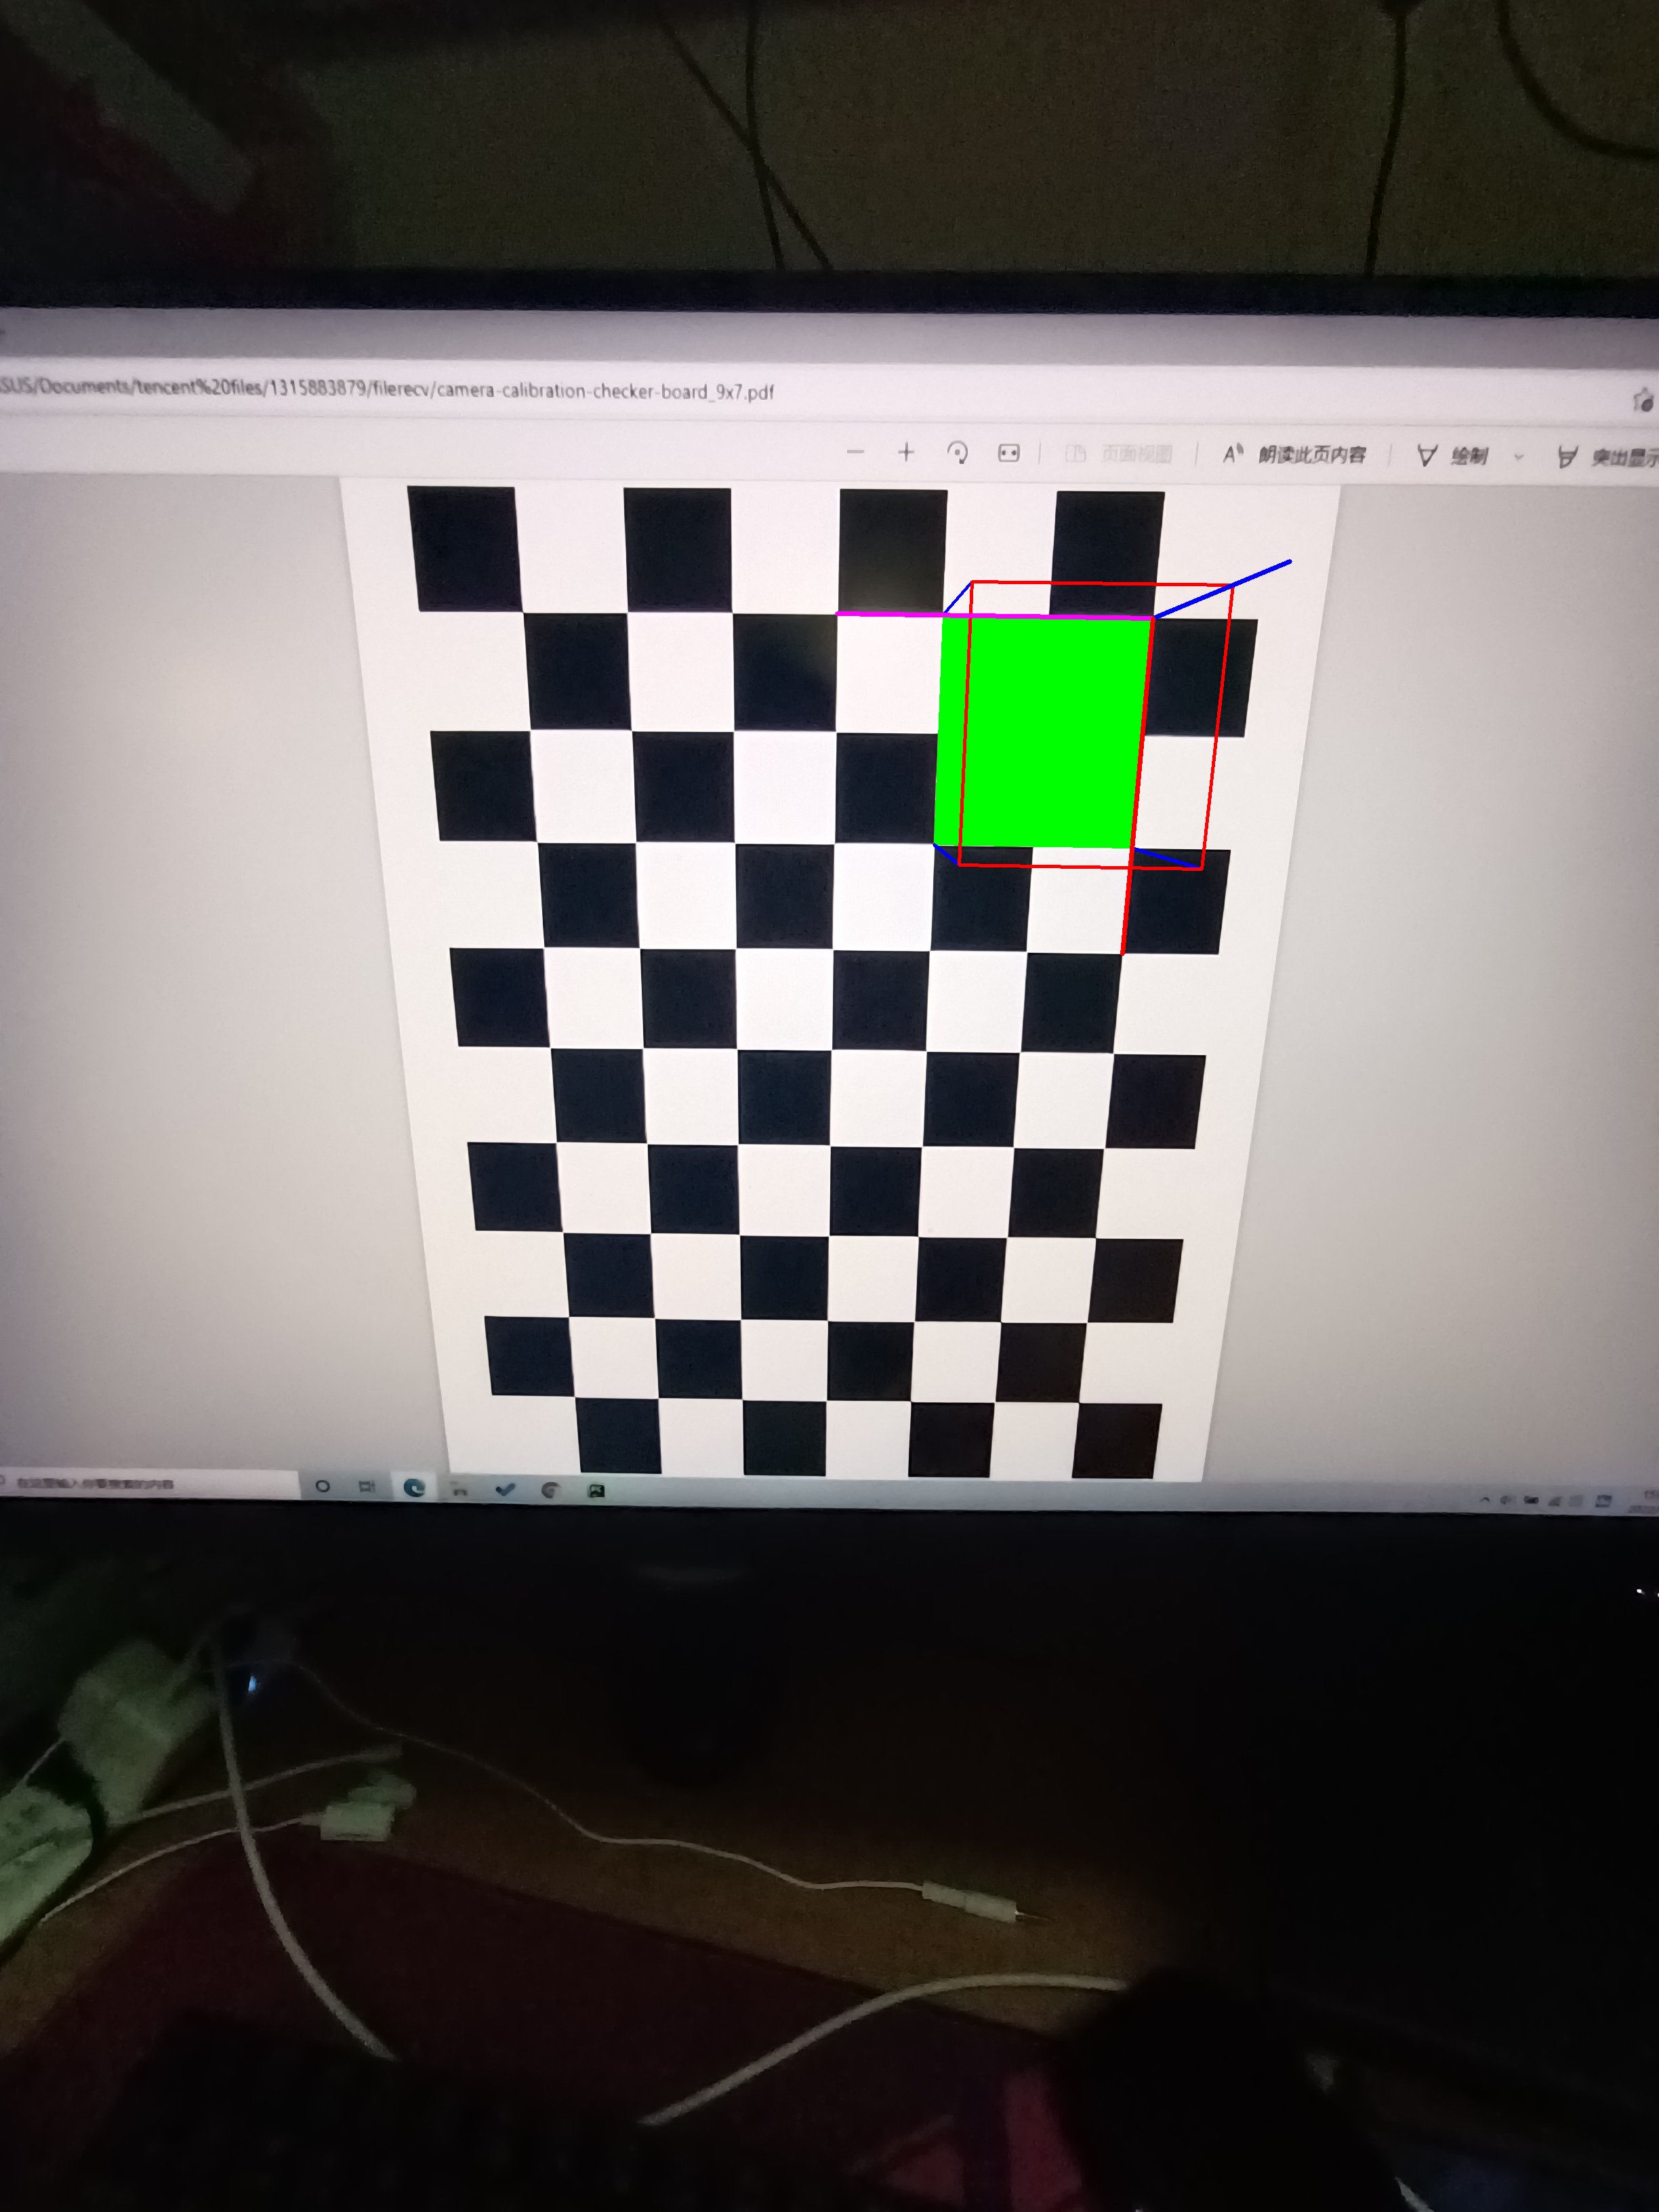 SUS/Documents/tencent%20files/1315883879/filerecv/camera-calibration-checker-board_9x7.pdf
页面视图 A 朗读此页内容 绘制 突出显示
在这里输入你要搜索的内容